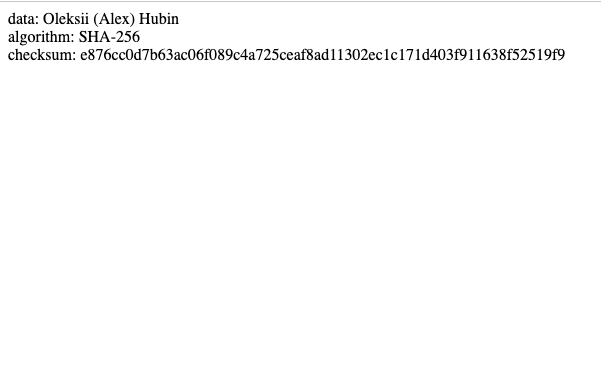 data: Oleksii (Alex) Hubin
algorithm: SHA-256
checksum: e876cc0d7b63ac06f089c4a725ceaf8ad11302ec1c171d403f911638f52519f9